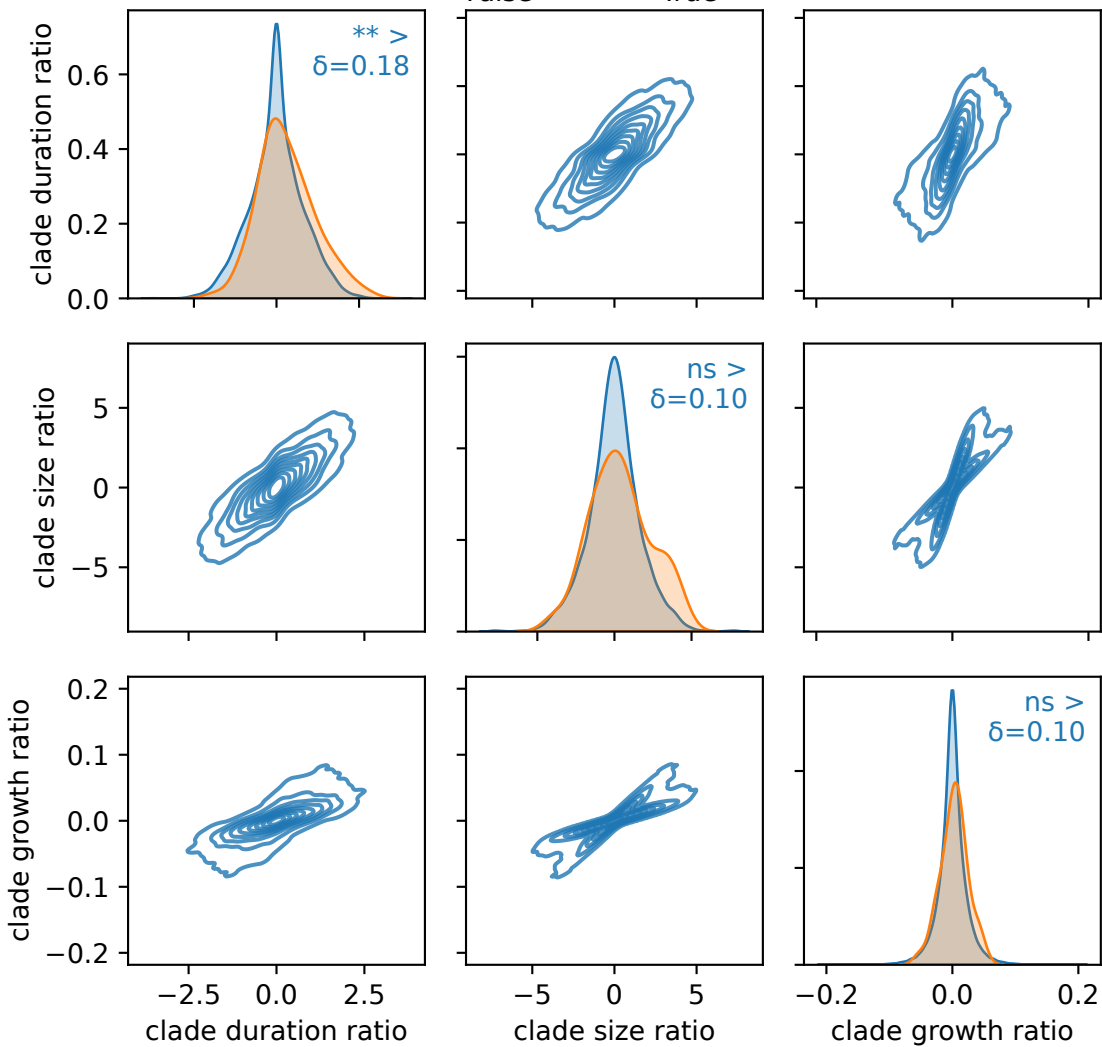 clade duration ratio
0.6
0.4
0.2
0.0
** >
δ=0.18
clade size ratio
5
0
−5
ns >
δ=0.10
clade growth ratio
0.2
0.1
0.0
−0.1
−0.2
ns >
δ=0.10
−2.5 0.0 2.5
−5 0 5
−0.2 0.0 0.2
clade duration ratio
clade size ratio
clade growth ratio